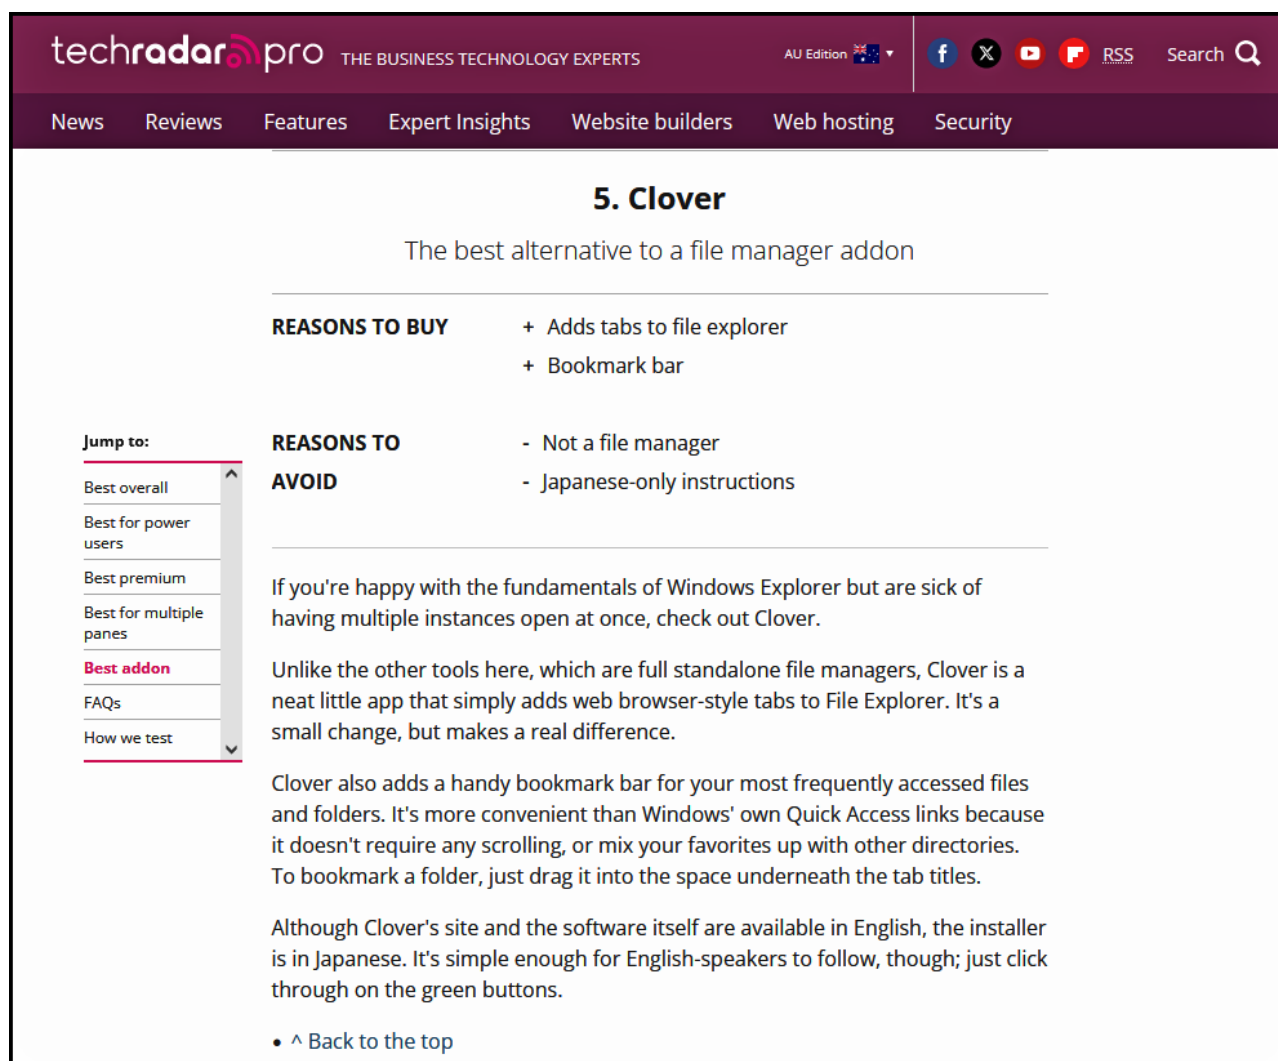 techradar pro THE BUSINESS TECHNOLOGY EXPERTS
AU Edition
RSS
Search
News Reviews Features Expert Insights Website builders Web hosting Security
5. Clover
The best alternative to a file manager addon
REASONS TO BUY
+ Adds tabs to file explorer
+ Bookmark bar
REASONS TO
AVOID
- Not a file manager
- Japanese-only instructions
Jump to:
Best overall
Best for power
users
Best premium
Best for multiple
panes
Best addon
FAQs
How we test
If you're happy with the fundamentals of Windows Explorer but are sick of
having multiple instances open at once, check out Clover.
Unlike the other tools here, which are full standalone file managers, Clover is a
neat little app that simply adds web browser-style tabs to File Explorer. It's a
small change, but makes a real difference.
Clover also adds a handy bookmark bar for your most frequently accessed files
and folders. It's more convenient than Windows' own Quick Access links because
it doesn't require any scrolling, or mix your favorites up with other directories.
To bookmark a folder, just drag it into the space underneath the tab titles.
Although Clover's site and the software itself are available in English, the installer
is in Japanese. It's simple enough for English-speakers to follow, though; just click
through on the green buttons.
• ^ Back to the top